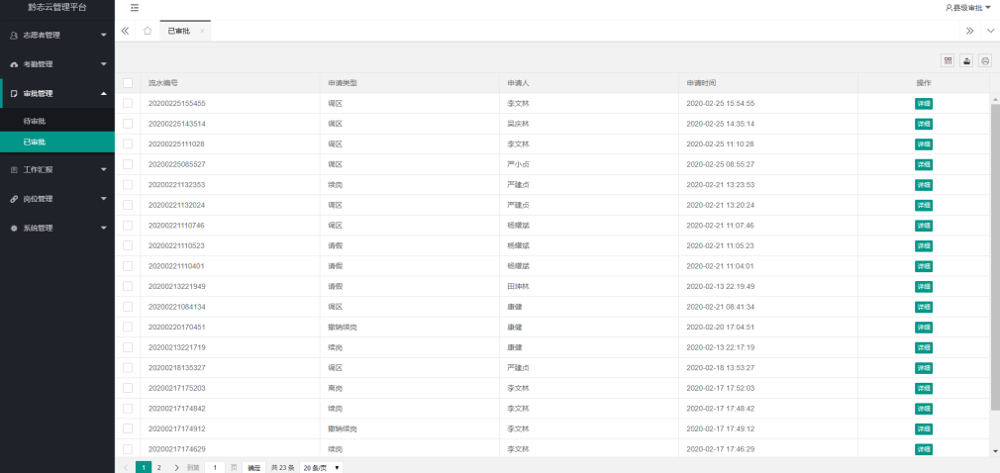 黔志云管理平台
县级审批
志愿者管理
考勤管理
审批管理
待审批
已审批
工作汇报
岗位管理
系统管理
已审批 ×
流水编号 申请类型 申请人 申请时间 操作
20200225155455 调区 李文林 2020-02-25 15:54:55 详细
20200225143514 调区 吴庆林 2020-02-25 14:35:14 详细
20200225111028 调区 李文林 2020-02-25 11:10:28 详细
20200225085527 调区 严小贞 2020-02-25 08:55:27 详细
20200221132353 续岗 严建贞 2020-02-21 13:23:53 详细
20200221132024 调区 严建贞 2020-02-21 13:20:24 详细
20200221110746 调区 杨耀斌 2020-02-21 11:07:46 详细
20200221110523 请假 杨耀斌 2020-02-21 11:05:23 详细
20200221110401 请假 杨耀斌 2020-02-21 11:04:01 详细
20200213221949 请假 田坤林 2020-02-13 22:19:49 详细
20200221084134 调区 康健 2020-02-21 08:41:34 详细
20200220170451 撤销续岗 康健 2020-02-20 17:04:51 详细
20200213221719 续岗 康健 2020-02-13 22:17:19 详细
20200218135327 调区 严建贞 2020-02-18 13:53:27 详细
20200217175203 离岗 李文林 2020-02-17 17:52:03 详细
20200217174842 续岗 李文林 2020-02-17 17:48:42 详细
20200217174912 撤销续岗 李文林 2020-02-17 17:49:12 详细
20200217174629 续岗 李文林 2020-02-17 17:46:29 详细
1 2 到第 1 页 确定 共 23 条 20 条/页